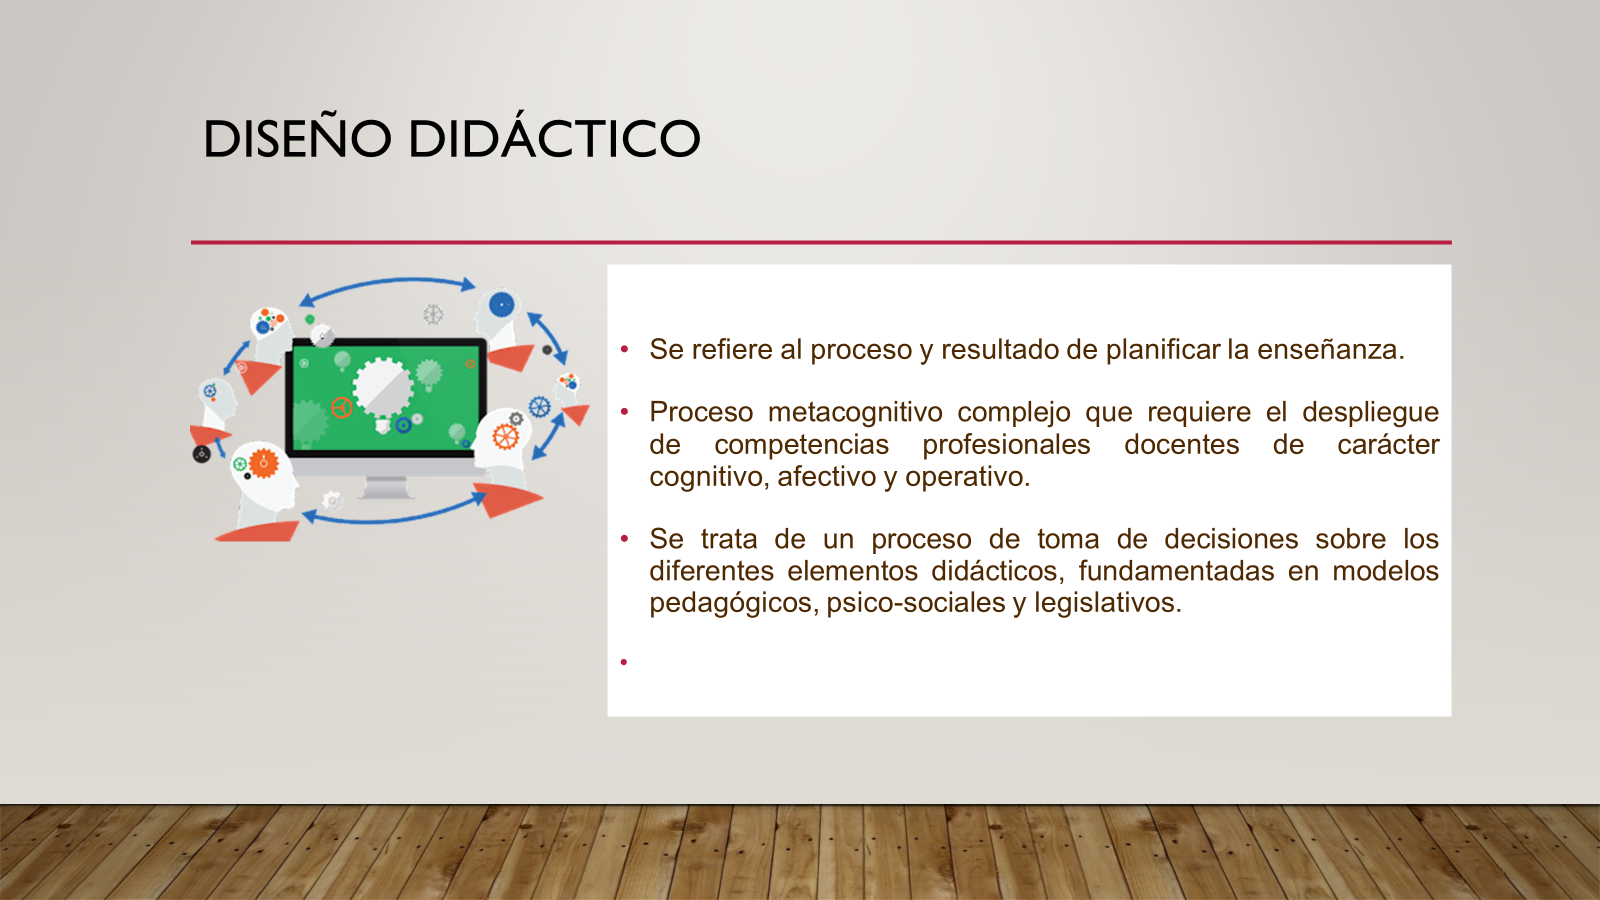 DISEÑO DIDÁCTICO
• Se refiere al proceso y resultado de planificar la enseñanza.
• Proceso metacognitivo complejo que requiere el despliegue
de competencias profesionales docentes de carácter
cognitivo, afectivo y operativo.
• Se trata de un proceso de toma de decisiones sobre los
diferentes elementos didácticos, fundamentadas en modelos
pedagógicos, psico-sociales y legislativos.
•